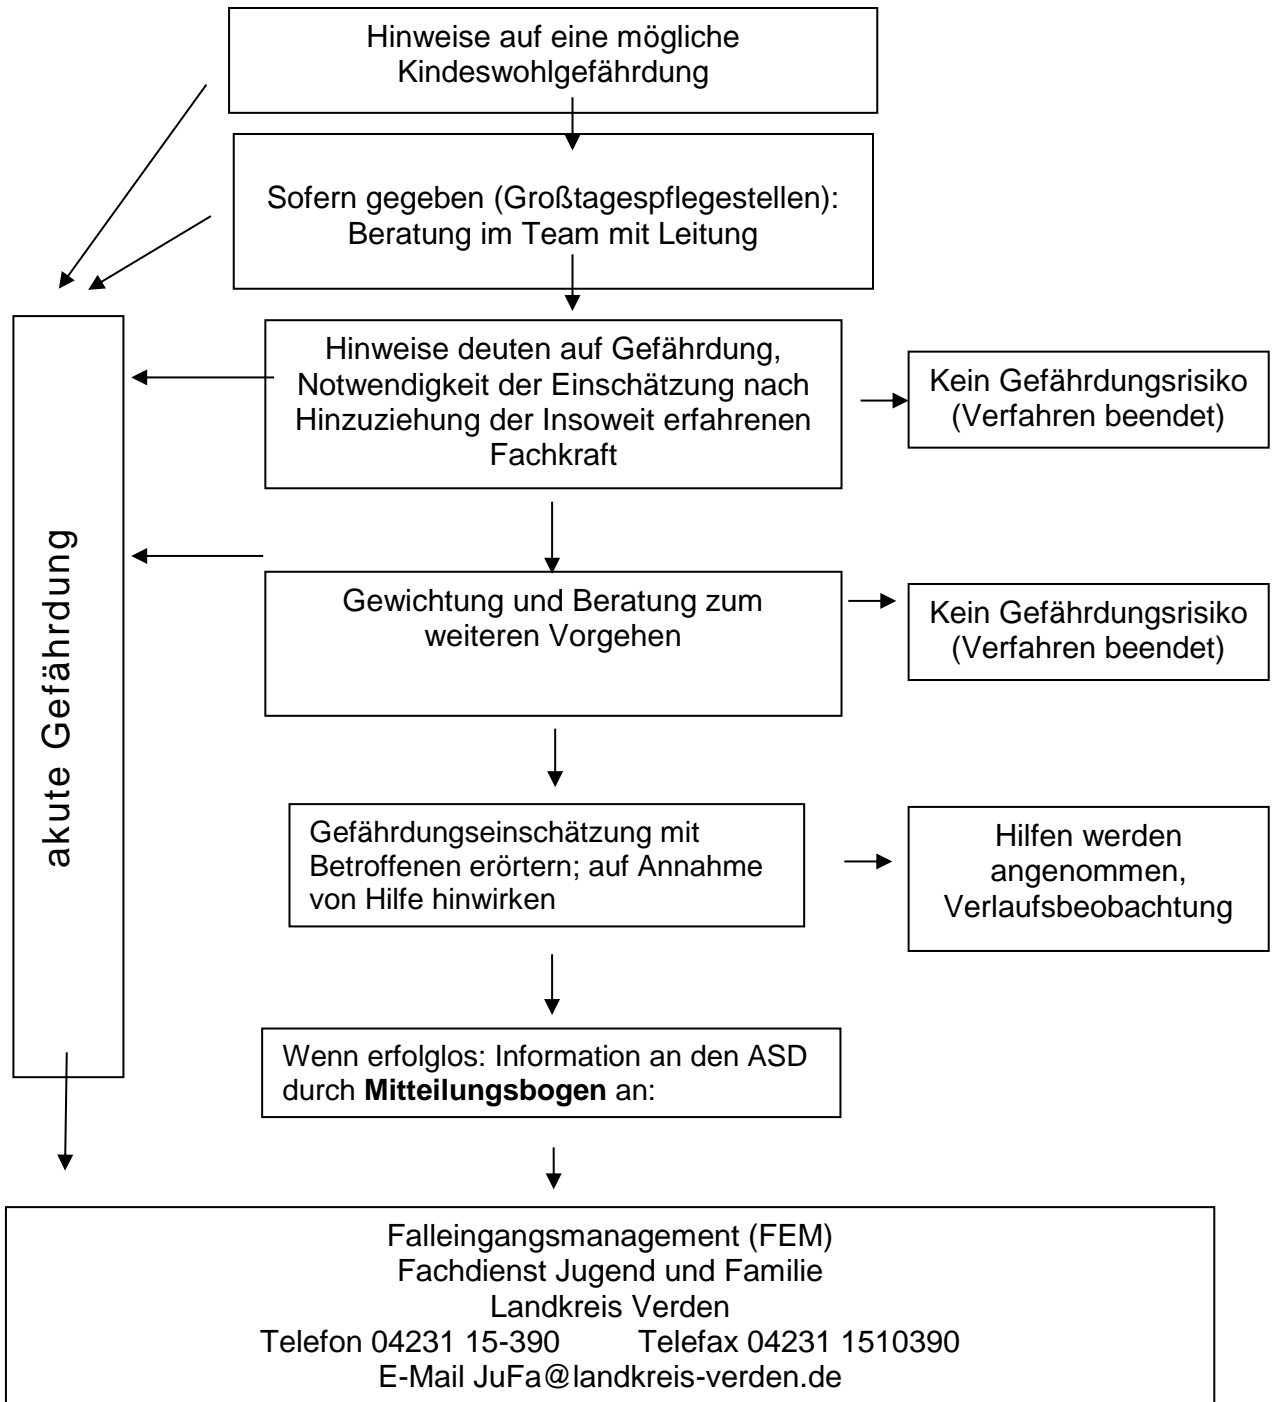 Hinweise auf eine mögliche
Kindeswohlgefährdung
Sofern gegeben (Großtagespflegestellen):
Beratung im Team mit Leitung
Hinweise deuten auf Gefährdung,
Notwendigkeit der Einschätzung nach
Hinzuziehung der Insoweit erfahrenen
Fachkraft
Kein Gefährdungsrisiko
(Verfahren beendet)
akute Gefährdung
Gewichtung und Beratung zum
weiteren Vorgehen
Kein Gefährdungsrisiko
(Verfahren beendet)
Gefährdungseinschätzung mit
Betroffenen erörtern; auf Annahme
von Hilfe hinwirken
Hilfen werden
angenommen,
Verlaufsbeobachtung
Wenn erfolglos: Information an den ASD
durch Mitteilungsbogen an:
Falleingangsmanagement (FEM)
Fachdienst Jugend und Familie
Landkreis Verden
Telefon 04231 15-390 Telefax 04231 1510390
E-Mail JuFa@landkreis-verden.de